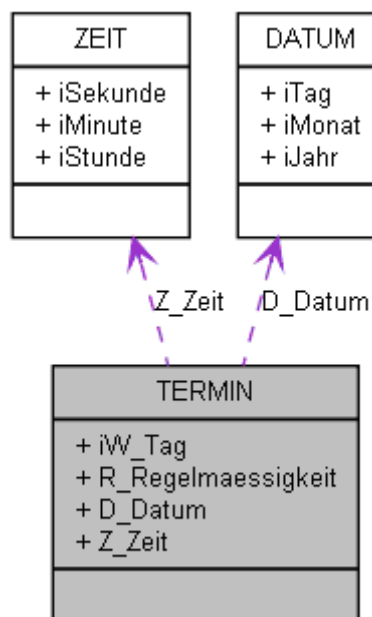 ZEIT
+ iSekunde
+ iMinute
+ iStunde
DATUM
+ iTag
+ iMonat
+ iJahr
Z_Zeit
D_Datum
TERMIN
+ iW_Tag
+ R_Regelmaessigkeit
+ D_Datum
+ Z_Zeit